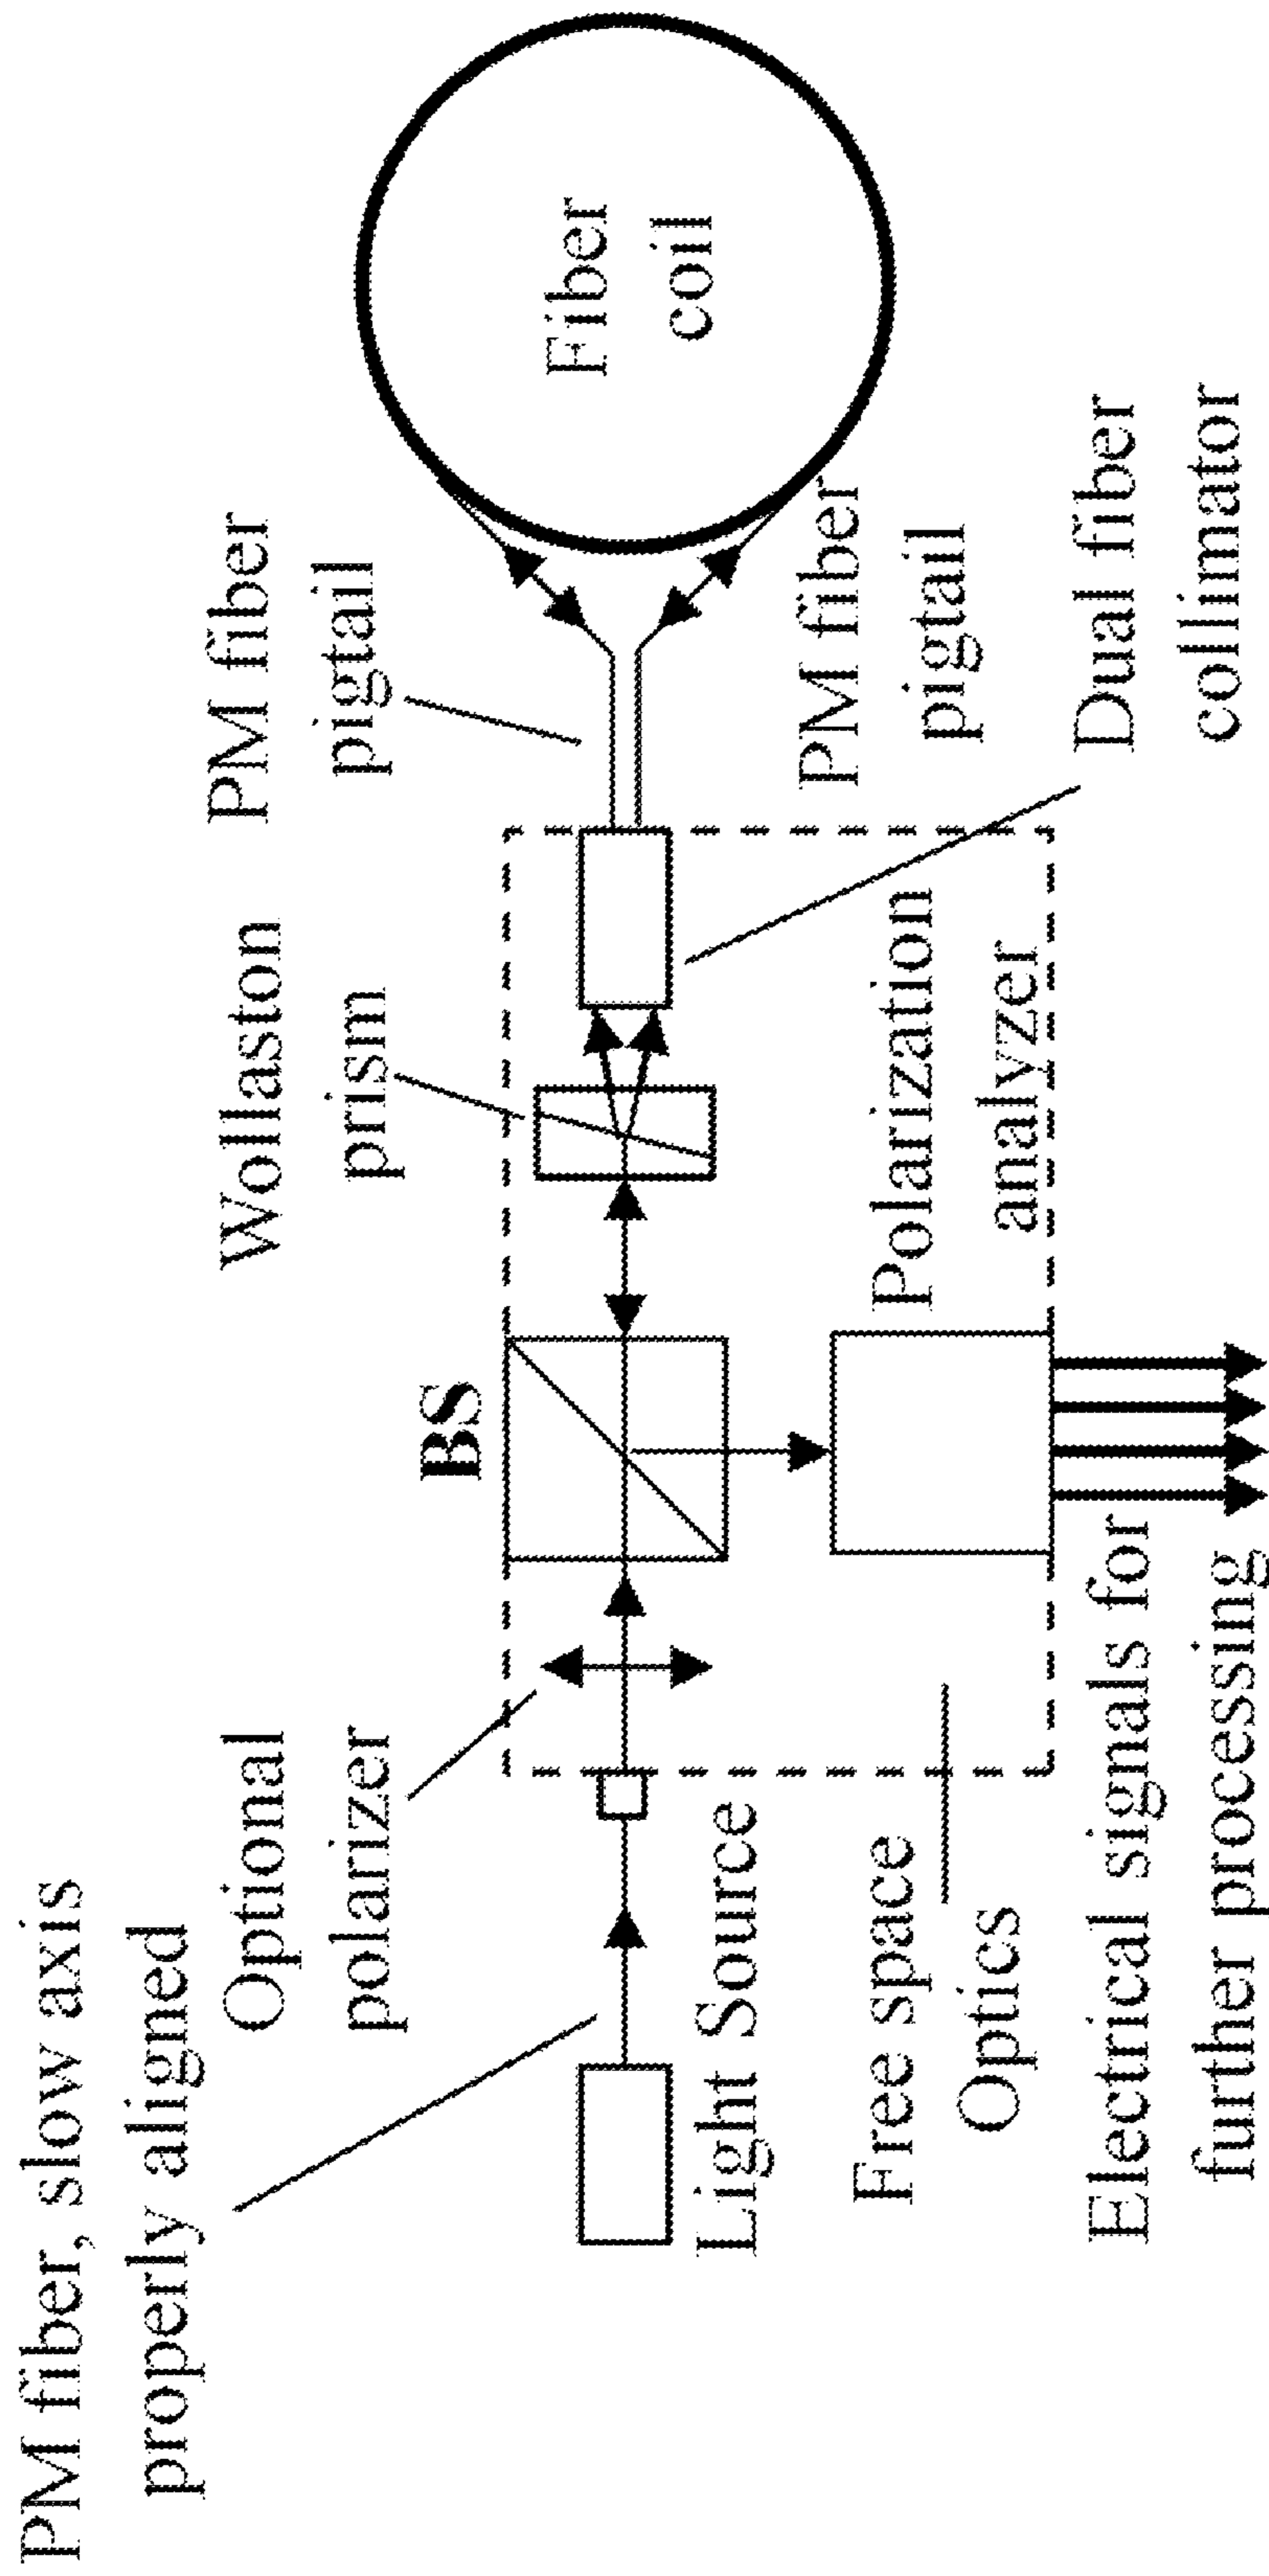 PM fiber, slow axis
properly aligned
Optional
polarizer
BS
Wollaston
prism
PM fiber
pigtail
Fiber
coil
Light Source
Free space
Optics
Polarization
analyzer
PM fiber
pigtail
Dual fiber
collimator
Electrical signals for
further processing